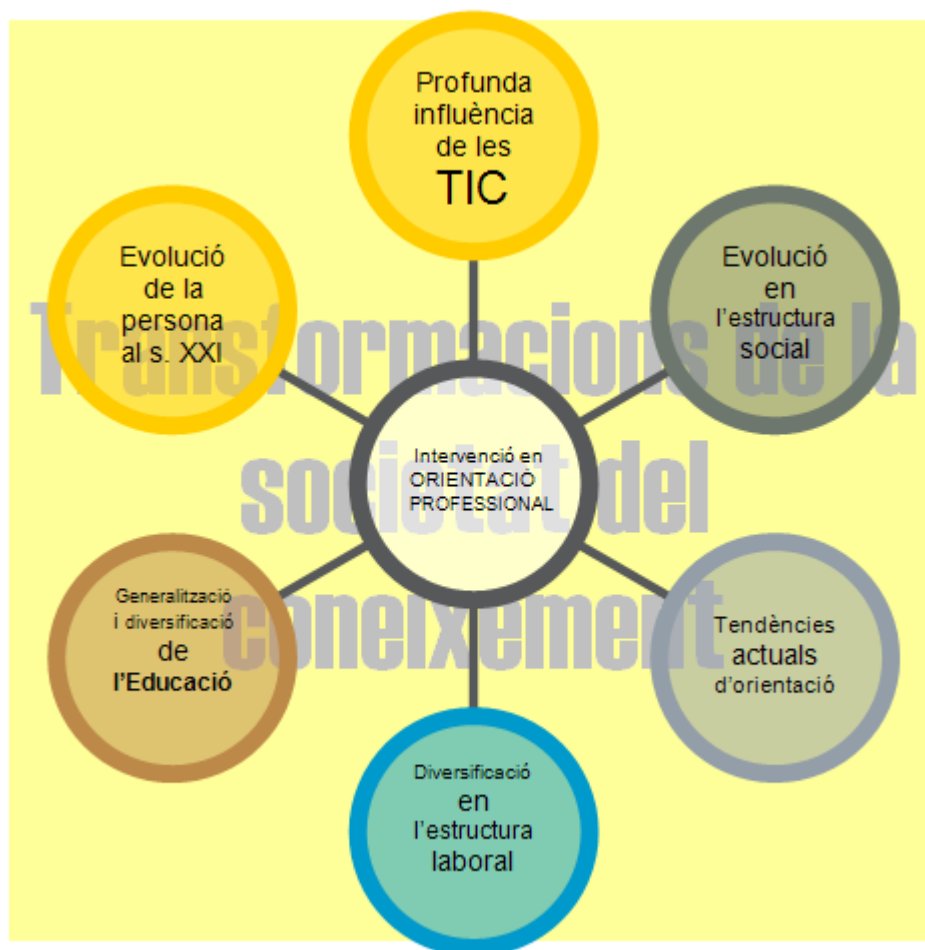 Profunda
influència
de les
TIC
Evolució
de la
persona
al s. XXI
Evolució
en
l'estructura
social
Transformacions de la
societat del
coneixement
Intervenció en
ORIENTACIÓ
PROFESSIONAL
Generalització
i diversificació
de
l'Educació
Tendències
actuals
d'orientació
Diversificació
en
l'estructura
laboral